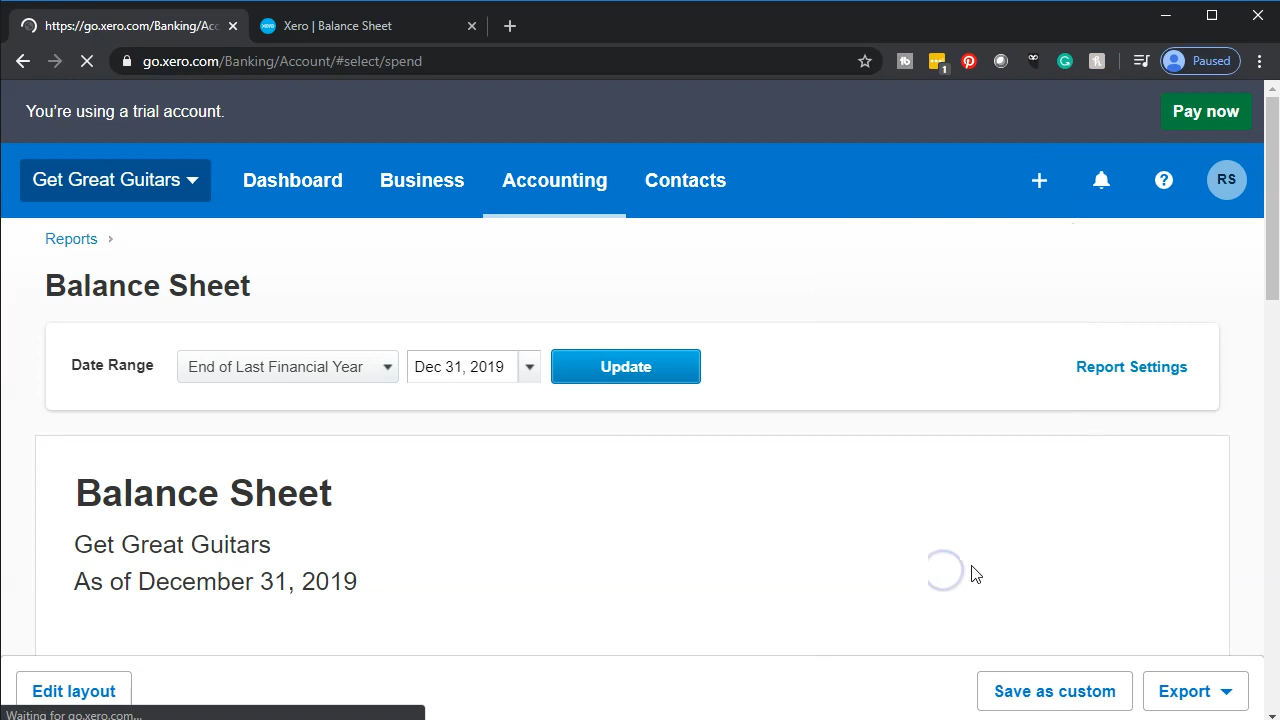 https://go.xero.com/Banking/Acc
Xero | Balance Sheet
go.xero.com/Banking/Account/#select/spend
1
Paused
You're using a trial account.
Pay now
Get Great Guitars
Dashboard
Business
Accounting
Contacts
RS
Reports
Balance Sheet
Date Range
End of Last Financial Year
Dec 31, 2019
Update
Report Settings
Balance Sheet
Get Great Guitars
As of December 31, 2019
Edit layout
Save as custom
Export
Waiting for go.xero.com...